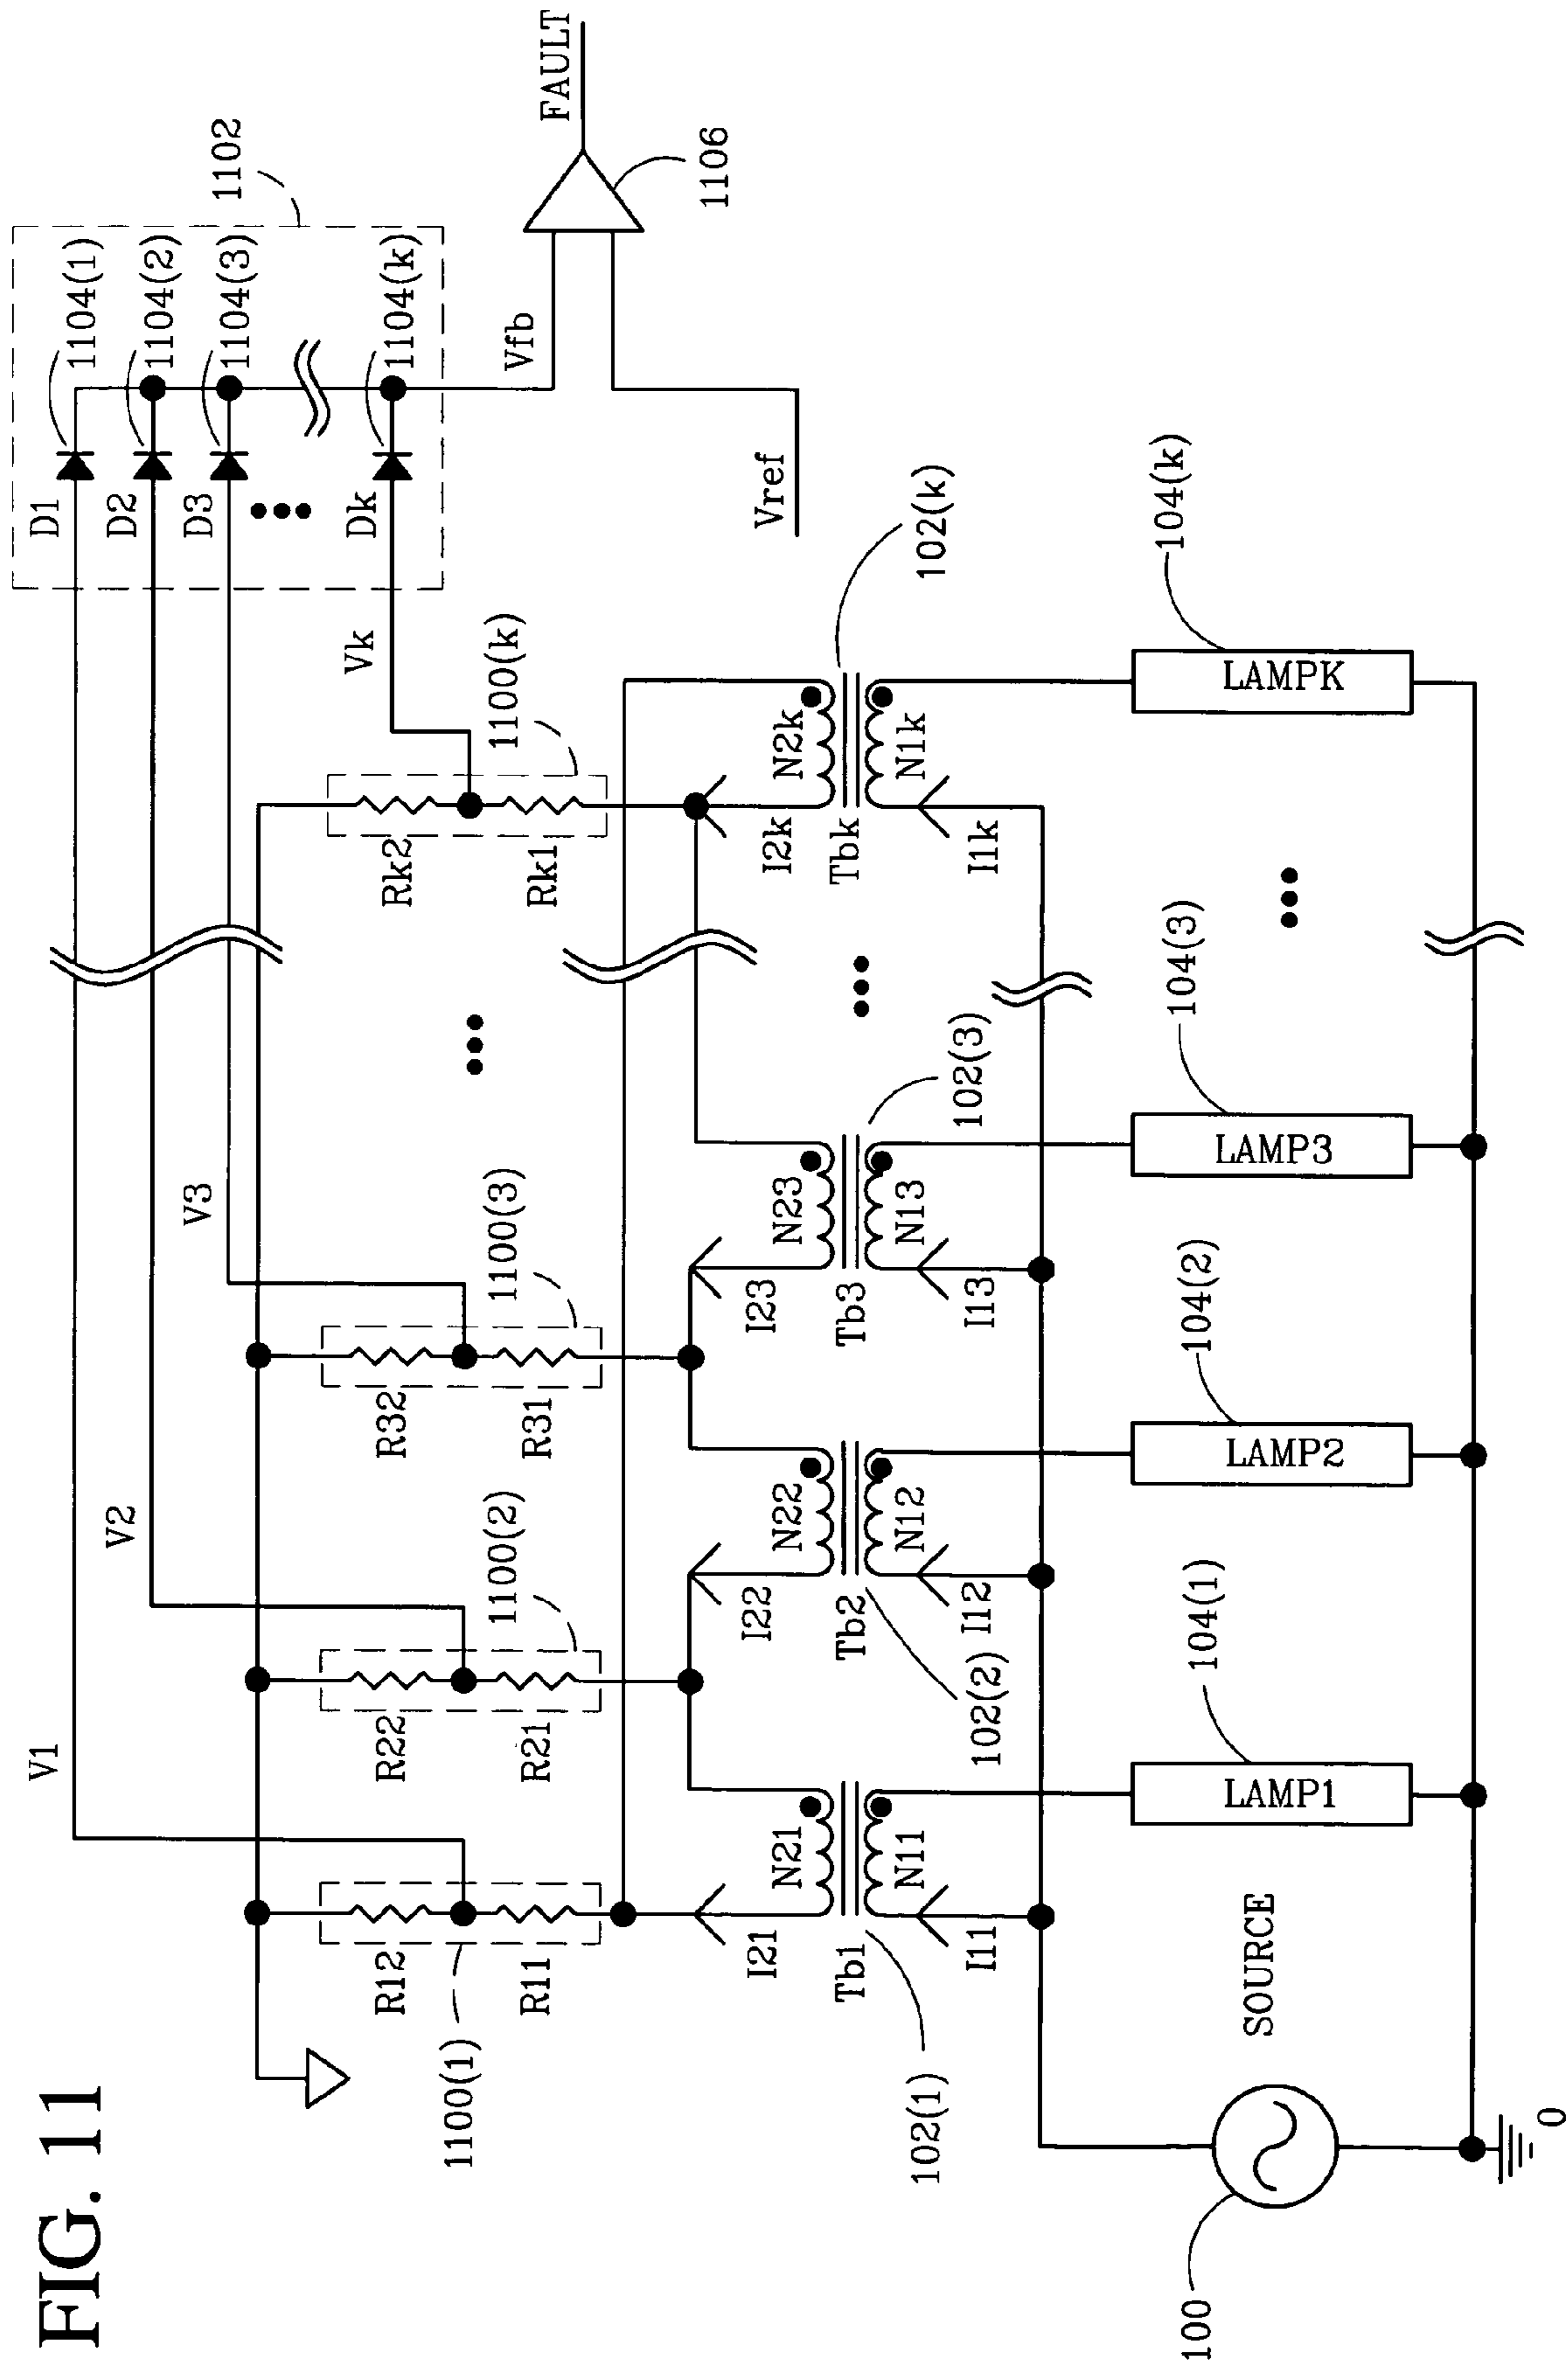 FIG. 11
1102
1104(1)
1104(2)
1104(3)
1104(k)
D1
D2
D3
Dk
FAULT
1106
Vfb
Vref
V1
V2
V3
Vk
R12
R11
1100(1)
R22
R21
1100(2)
R32
R31
1100(3)
Rk2
Rk1
1100(k)
I21
N21
Tb1
N11
I11
102(1)
I22
N22
Tb2
N12
I12
102(2)
I23
N23
Tb3
N13
I13
102(3)
I2k
N2k
Tbk
N1k
I1k
102(k)
100
SOURCE
LAMP1
104(1)
LAMP2
104(2)
LAMP3
104(3)
LAMPK
104(k)
0